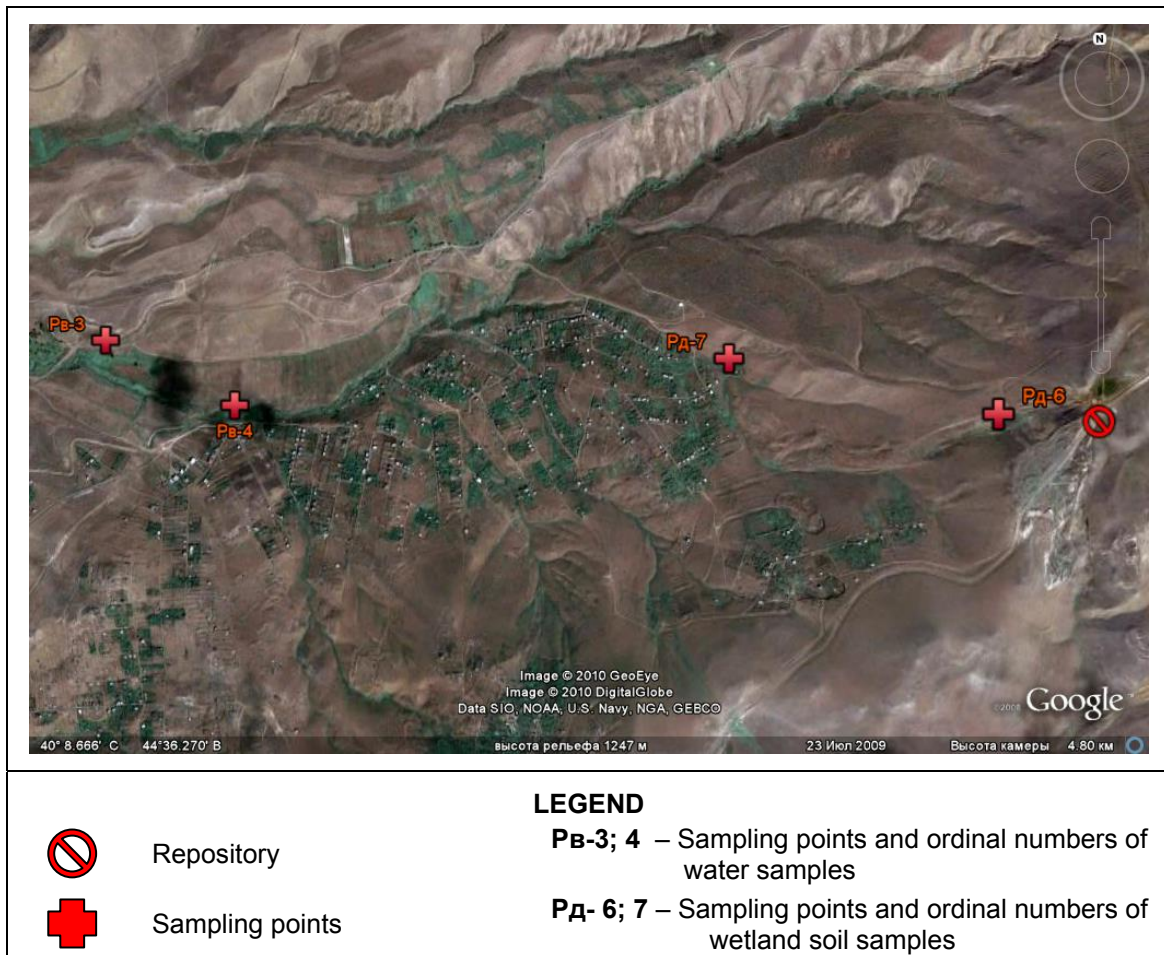 N
Рв-3
Рд-7
Рд-6
Рв-4
Image © 2010 GeoEye
Image © 2010 DigitalGlobe
Data SIO, NOAA, U.S. Navy, NGA, GEBCO
©2008 Google
40° 8.666' С 44°36.270' В высота рельефа 1247 м 23 Июл 2009 Высота камеры 4.80 км
LEGEND
Repository
Рв-3; 4 – Sampling points and ordinal numbers of
water samples
Sampling points
Рд- 6; 7 – Sampling points and ordinal numbers of
wetland soil samples